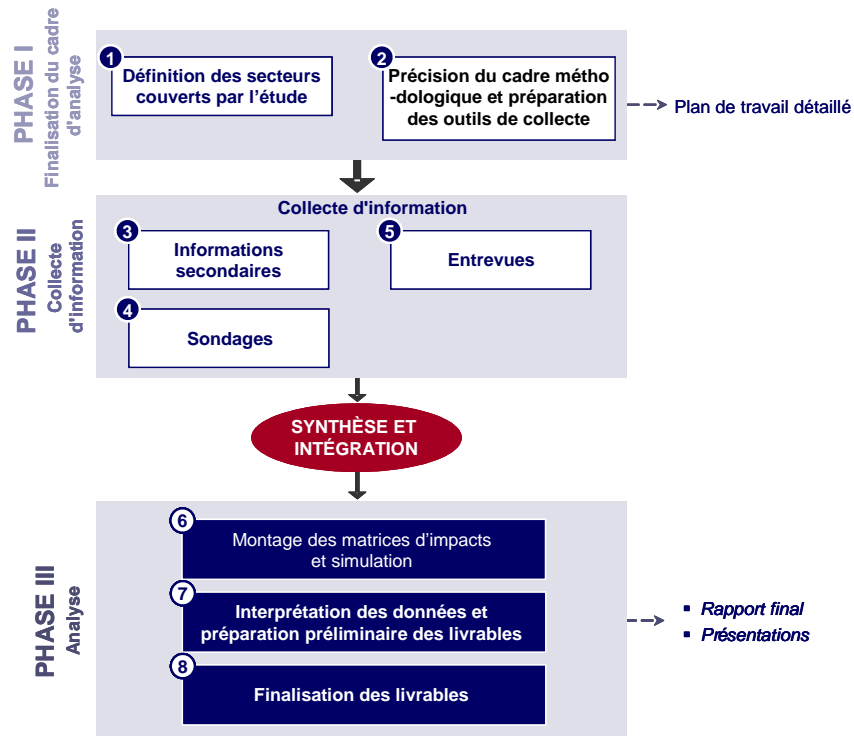 PHASE I
Finalisation du cadre
d'analyse
1
Définition des secteurs
couverts par l'étude
2
Précision du cadre métho
-dologique et préparation
des outils de collecte
Plan de travail détaillé
PHASE II
Collecte
d'information
Collecte d'information
3
Informations
secondaires
5
Entrevues
4
Sondages
SYNTHÈSE ET
INTÉGRATION
PHASE III
Analyse
6
Montage des matrices d'impacts
et simulation
7
Interprétation des données et
préparation préliminaire des livrables
8
Finalisation des livrables
▪ Rapport final
▪ Présentations